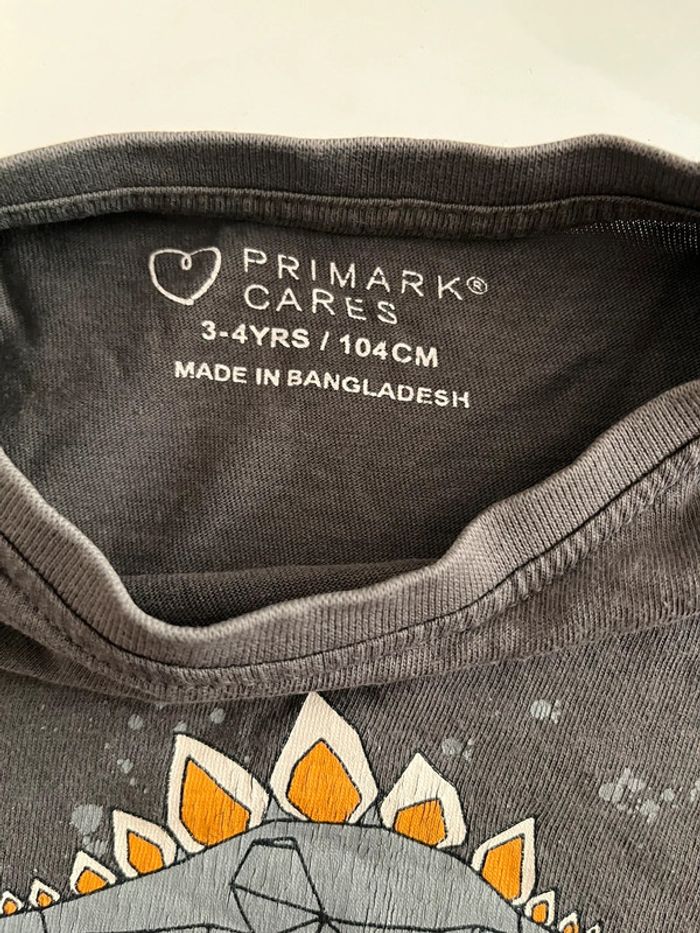 PRIMARK®
CARES
3-4YRS / 104CM
MADE IN BANGLADESH